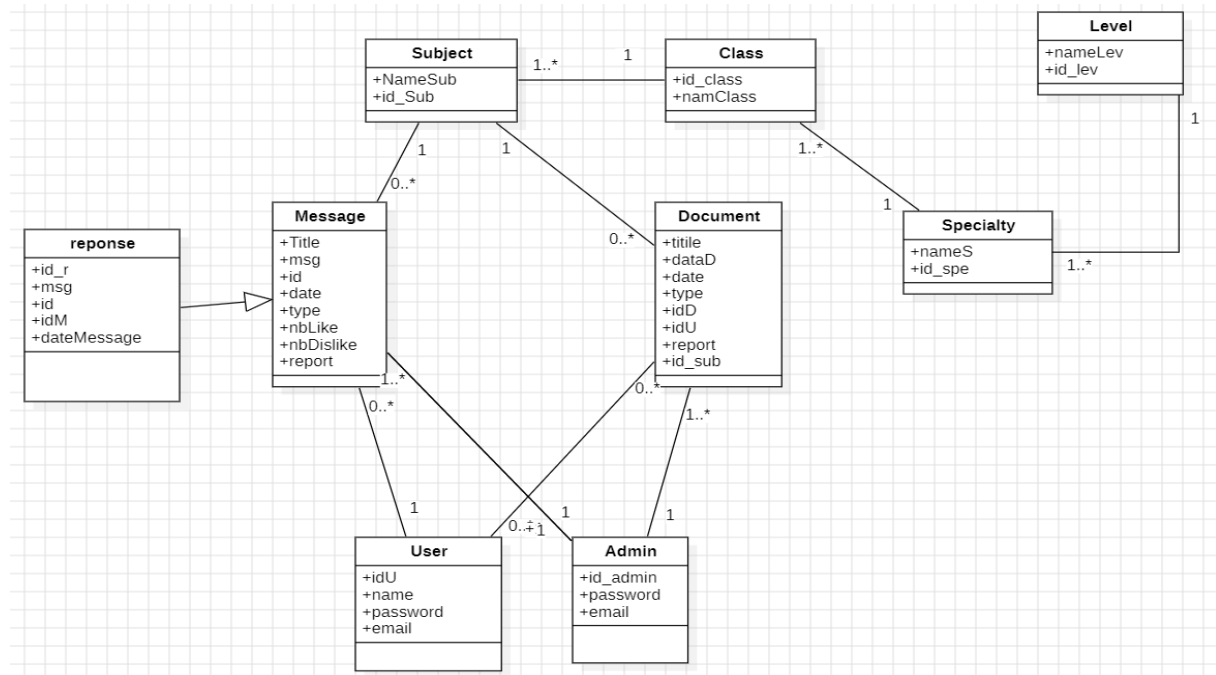 Level
+nameLev
+id_lev
Subject
+NameSub
+id_Sub
1..*
1
Class
+id_class
+namClass
1
1
0..*
1
0..*
1..*
1
Specialty
+nameS
+id_spe
1..*
reponse
+id_r
+msg
+id
+idM
+dateMessage
Message
+Title
+msg
+id
+date
+type
+nbLike
+nbDislike
+report
1..*
0..*
Document
+titile
+dataD
+date
+type
+idD
+idU
+report
+id_sub
0..*
1..*
1
0..*
+1
1
1
User
+idU
+name
+password
+email
Admin
+id_admin
+password
+email